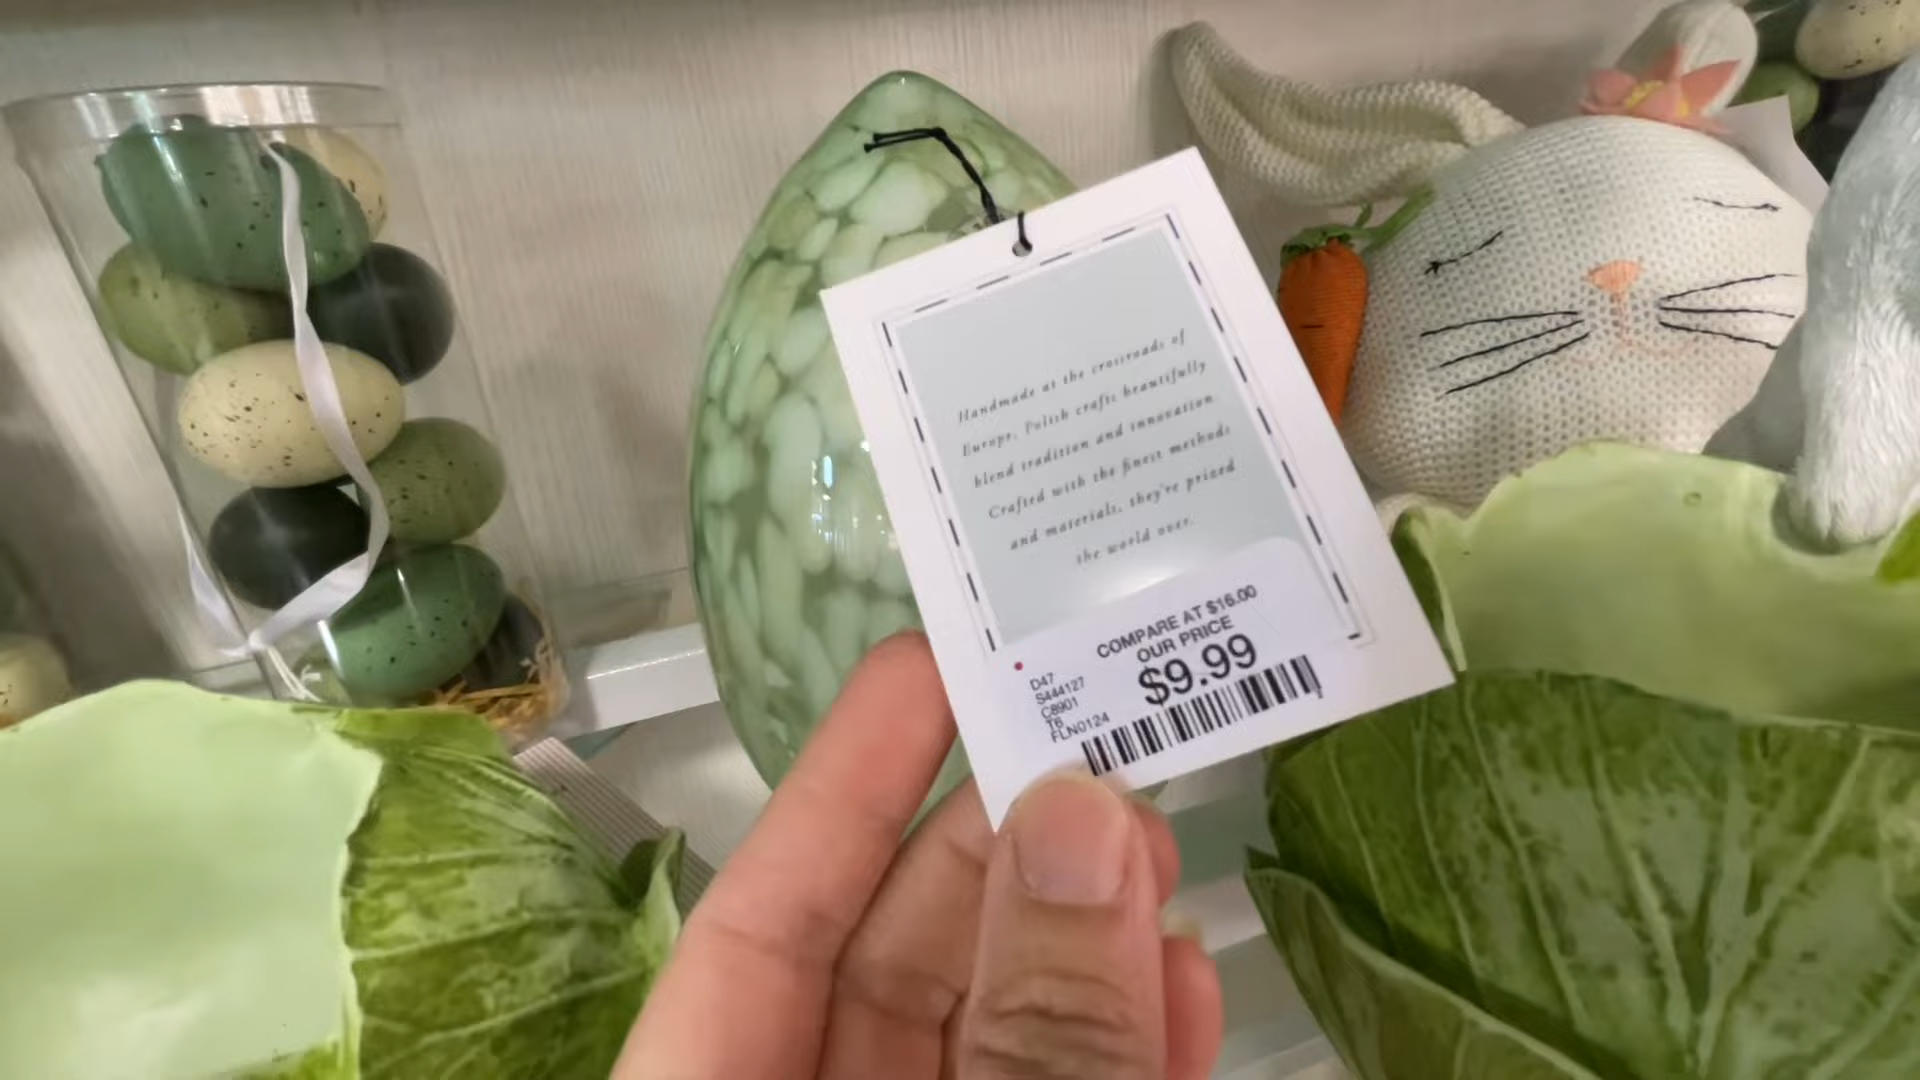 Handmade at the crossroads of
Europe, Polish crafts beautifully
blend tradition and innovation.
Crafted with the finest methods
and materials, they're prized
the world over.
COMPARE AT $16.00
OUR PRICE
$9.99
D47
S444127
C8901
T6
FLN0124